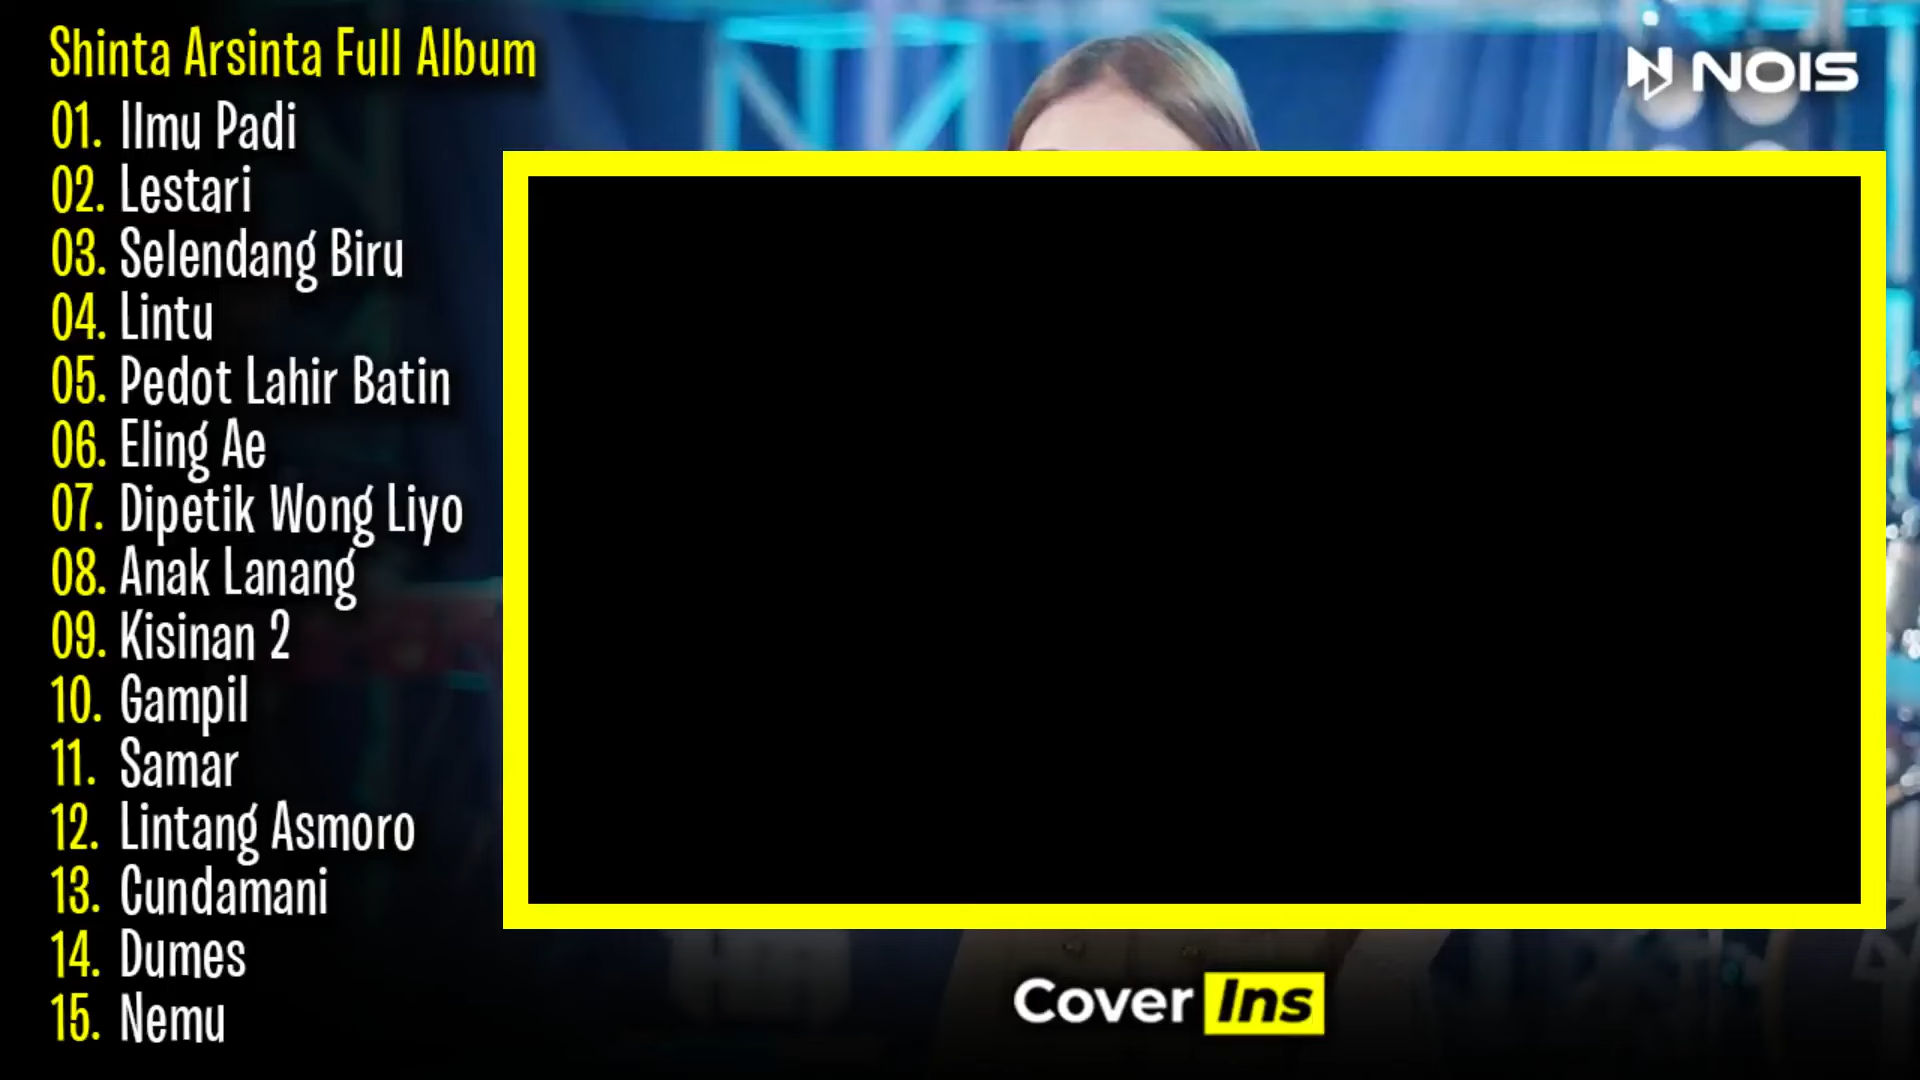 Shinta Arsinta Full Album
01. Ilmu Padi
02. Lestari
03. Selendang Biru
04. Lintu
05. Pedot Lahir Batin
06. Eling Ae
07. Dipetik Wong Liyo
08. Anak Lanang
09. Kisinan 2
10. Gampil
11. Samar
12. Lintang Asmoro
13. Cundamani
14. Dumes
15. Nemu
NOIS
Cover Ins